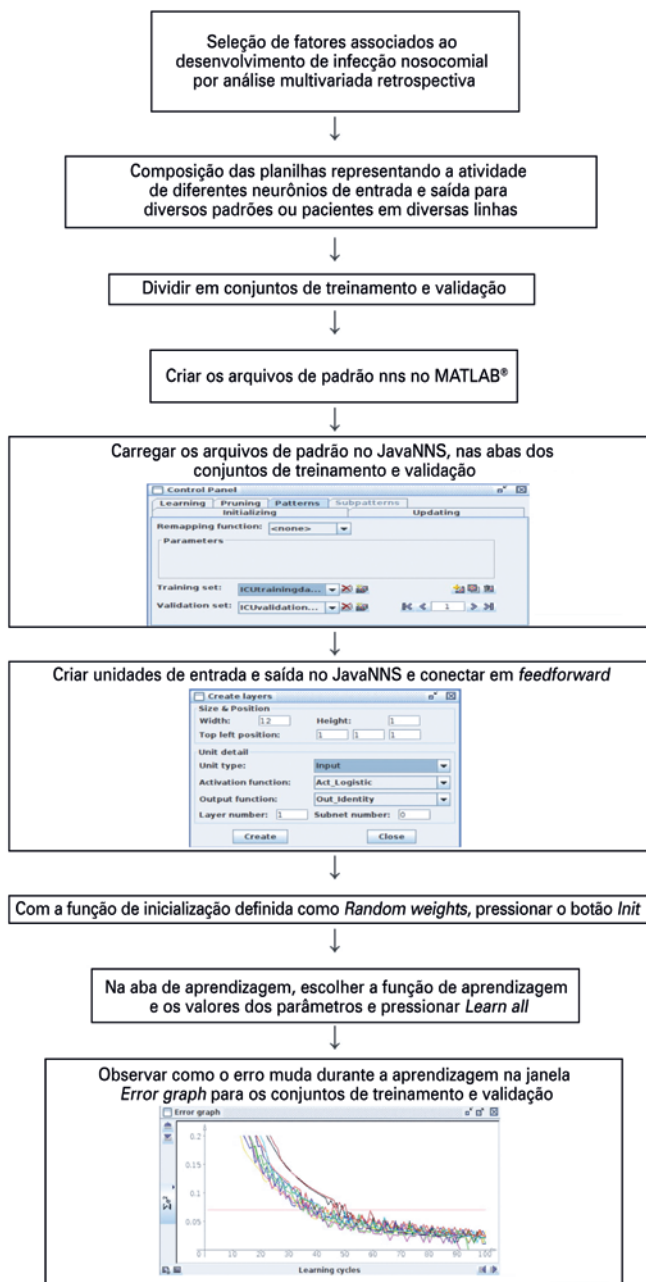 Seleção de fatores associados ao
desenvolvimento de infecção nosocomial
por análise multivariada retrospectiva
Composição das planilhas representando a atividade
de diferentes neurônios de entrada e saída para
diversos padrões ou pacientes em diversas linhas
Dividir em conjuntos de treinamento e validação
Criar os arquivos de padrão nns no MATLAB®
Carregar os arquivos de padrão no JavaNNS, nas abas dos
conjuntos de treinamento e validação
Control Panel
Learning Pruning Patterns Subpatterns
Initializing Updating
Remapping function: <none>
Parameters
Training set: ICUtrainingda...
Validation set: ICUvalidation... 1
Criar unidades de entrada e saída no JavaNNS e conectar em feedforward
Create layers
Size & Position
Width: 12 Height: 1
Top left position: 1 1 1
Unit detail
Unit type: Input
Activation function: Act_Logistic
Output function: Out_Identity
Layer number: 1 Subnet number: 0
Create Close
Com a função de inicialização definida como Random weights, pressionar o botão Init
Na aba de aprendizagem, escolher a função de aprendizagem
e os valores dos parâmetros e pressionar Learn all
Observar como o erro muda durante a aprendizagem na janela
Error graph para os conjuntos de treinamento e validação
Error graph
0.2
0.15
0.1
0.05
Σe²
0 10 20 30 40 50 60 70 80 90 100
Learning cycles